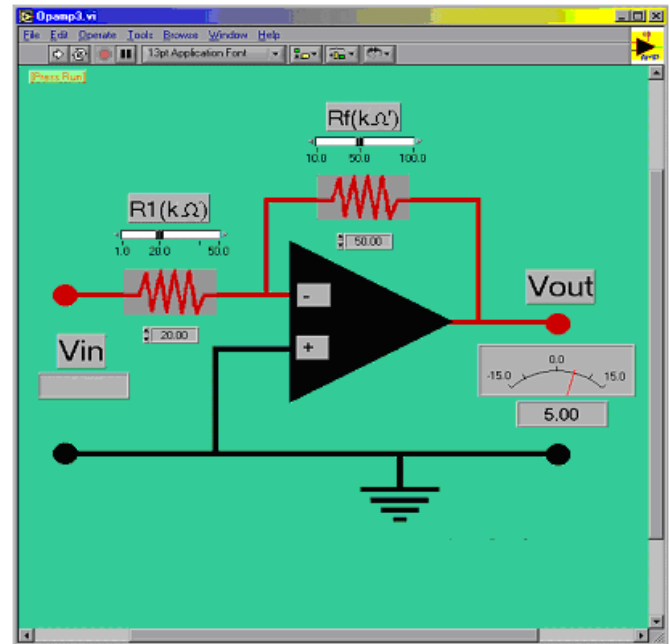 Opamp3.vi
File Edit Operate Tools Browse Window Help
13pt Application Font
[Press Run]
Rf(kΩ')
10.0 50.0 100.0
R1(kΩ)
1.0 20.0 50.0
50.00
-
+
20.00
Vin
Vout
-15.0 0.0 15.0
5.00